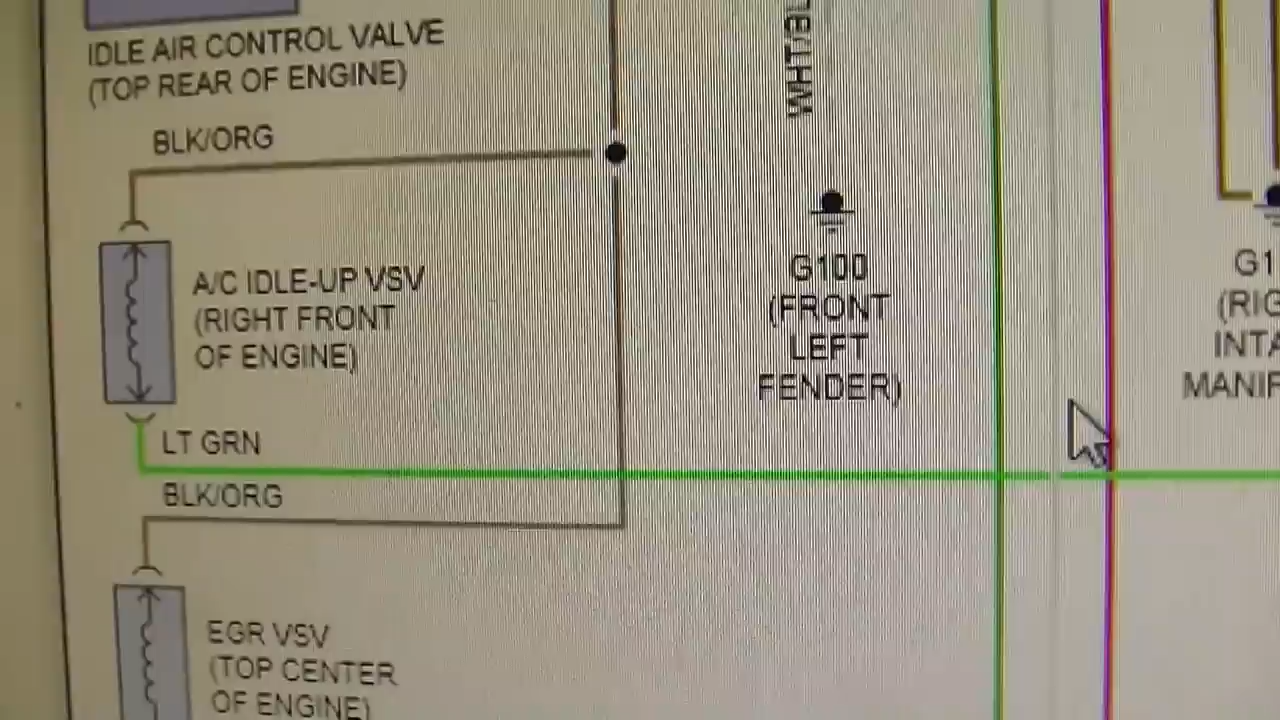 IDLE AIR CONTROL VALVE
(TOP REAR OF ENGINE)
BLK/ORG
A/C IDLE-UP VSV
(RIGHT FRONT
OF ENGINE)
LT GRN
BLK/ORG
EGR VSV
(TOP CENTER
OF ENGINE)
G100
(FRONT
LEFT
FENDER)